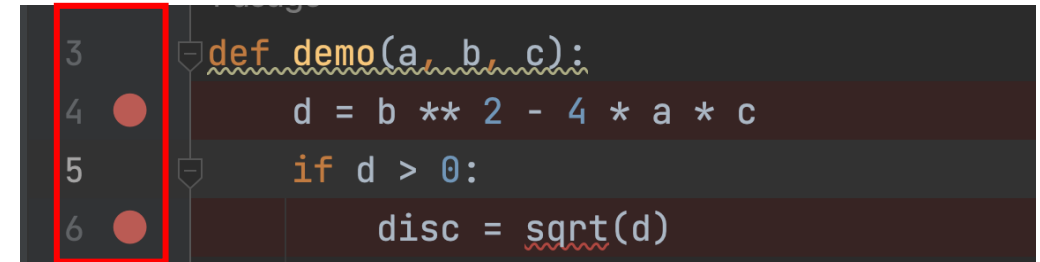 3 def demo(a, b, c):
4 d = b ** 2 - 4 * a * c
5 if d > 0:
6 disc = sqrt(d)